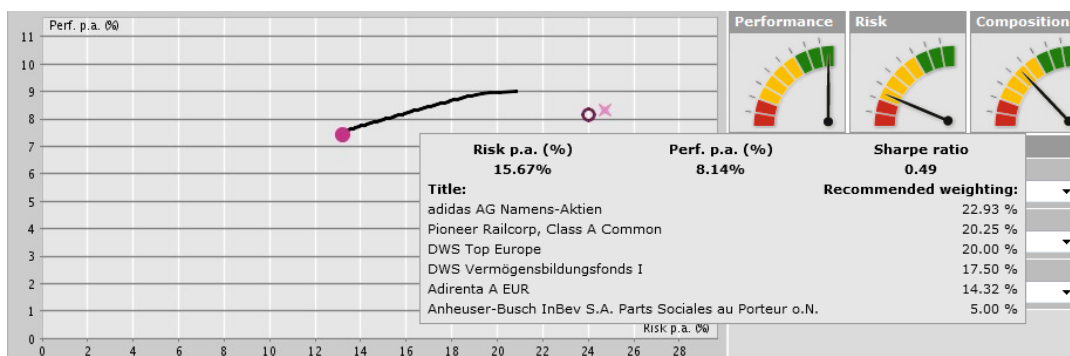 Perf. p.a. (%)
11
10
9
8
7
6
5
4
3
2
1
0
0 2 4 6 8 10 12 14 16 18 20 22 24 26 28
Risk p.a. (%)
Performance Risk Composition
Risk p.a. (%) Perf. p.a. (%) Sharpe ratio
15.67% 8.14% 0.49
Title: Recommended weighting:
adidas AG Namens-Aktien 22.93 %
Pioneer Railcorp, Class A Common 20.25 %
DWS Top Europe 20.00 %
DWS Vermögensbildungsfonds I 17.50 %
Adirenta A EUR 14.32 %
Anheuser-Busch InBev S.A. Parts Sociales au Porteur o.N. 5.00 %